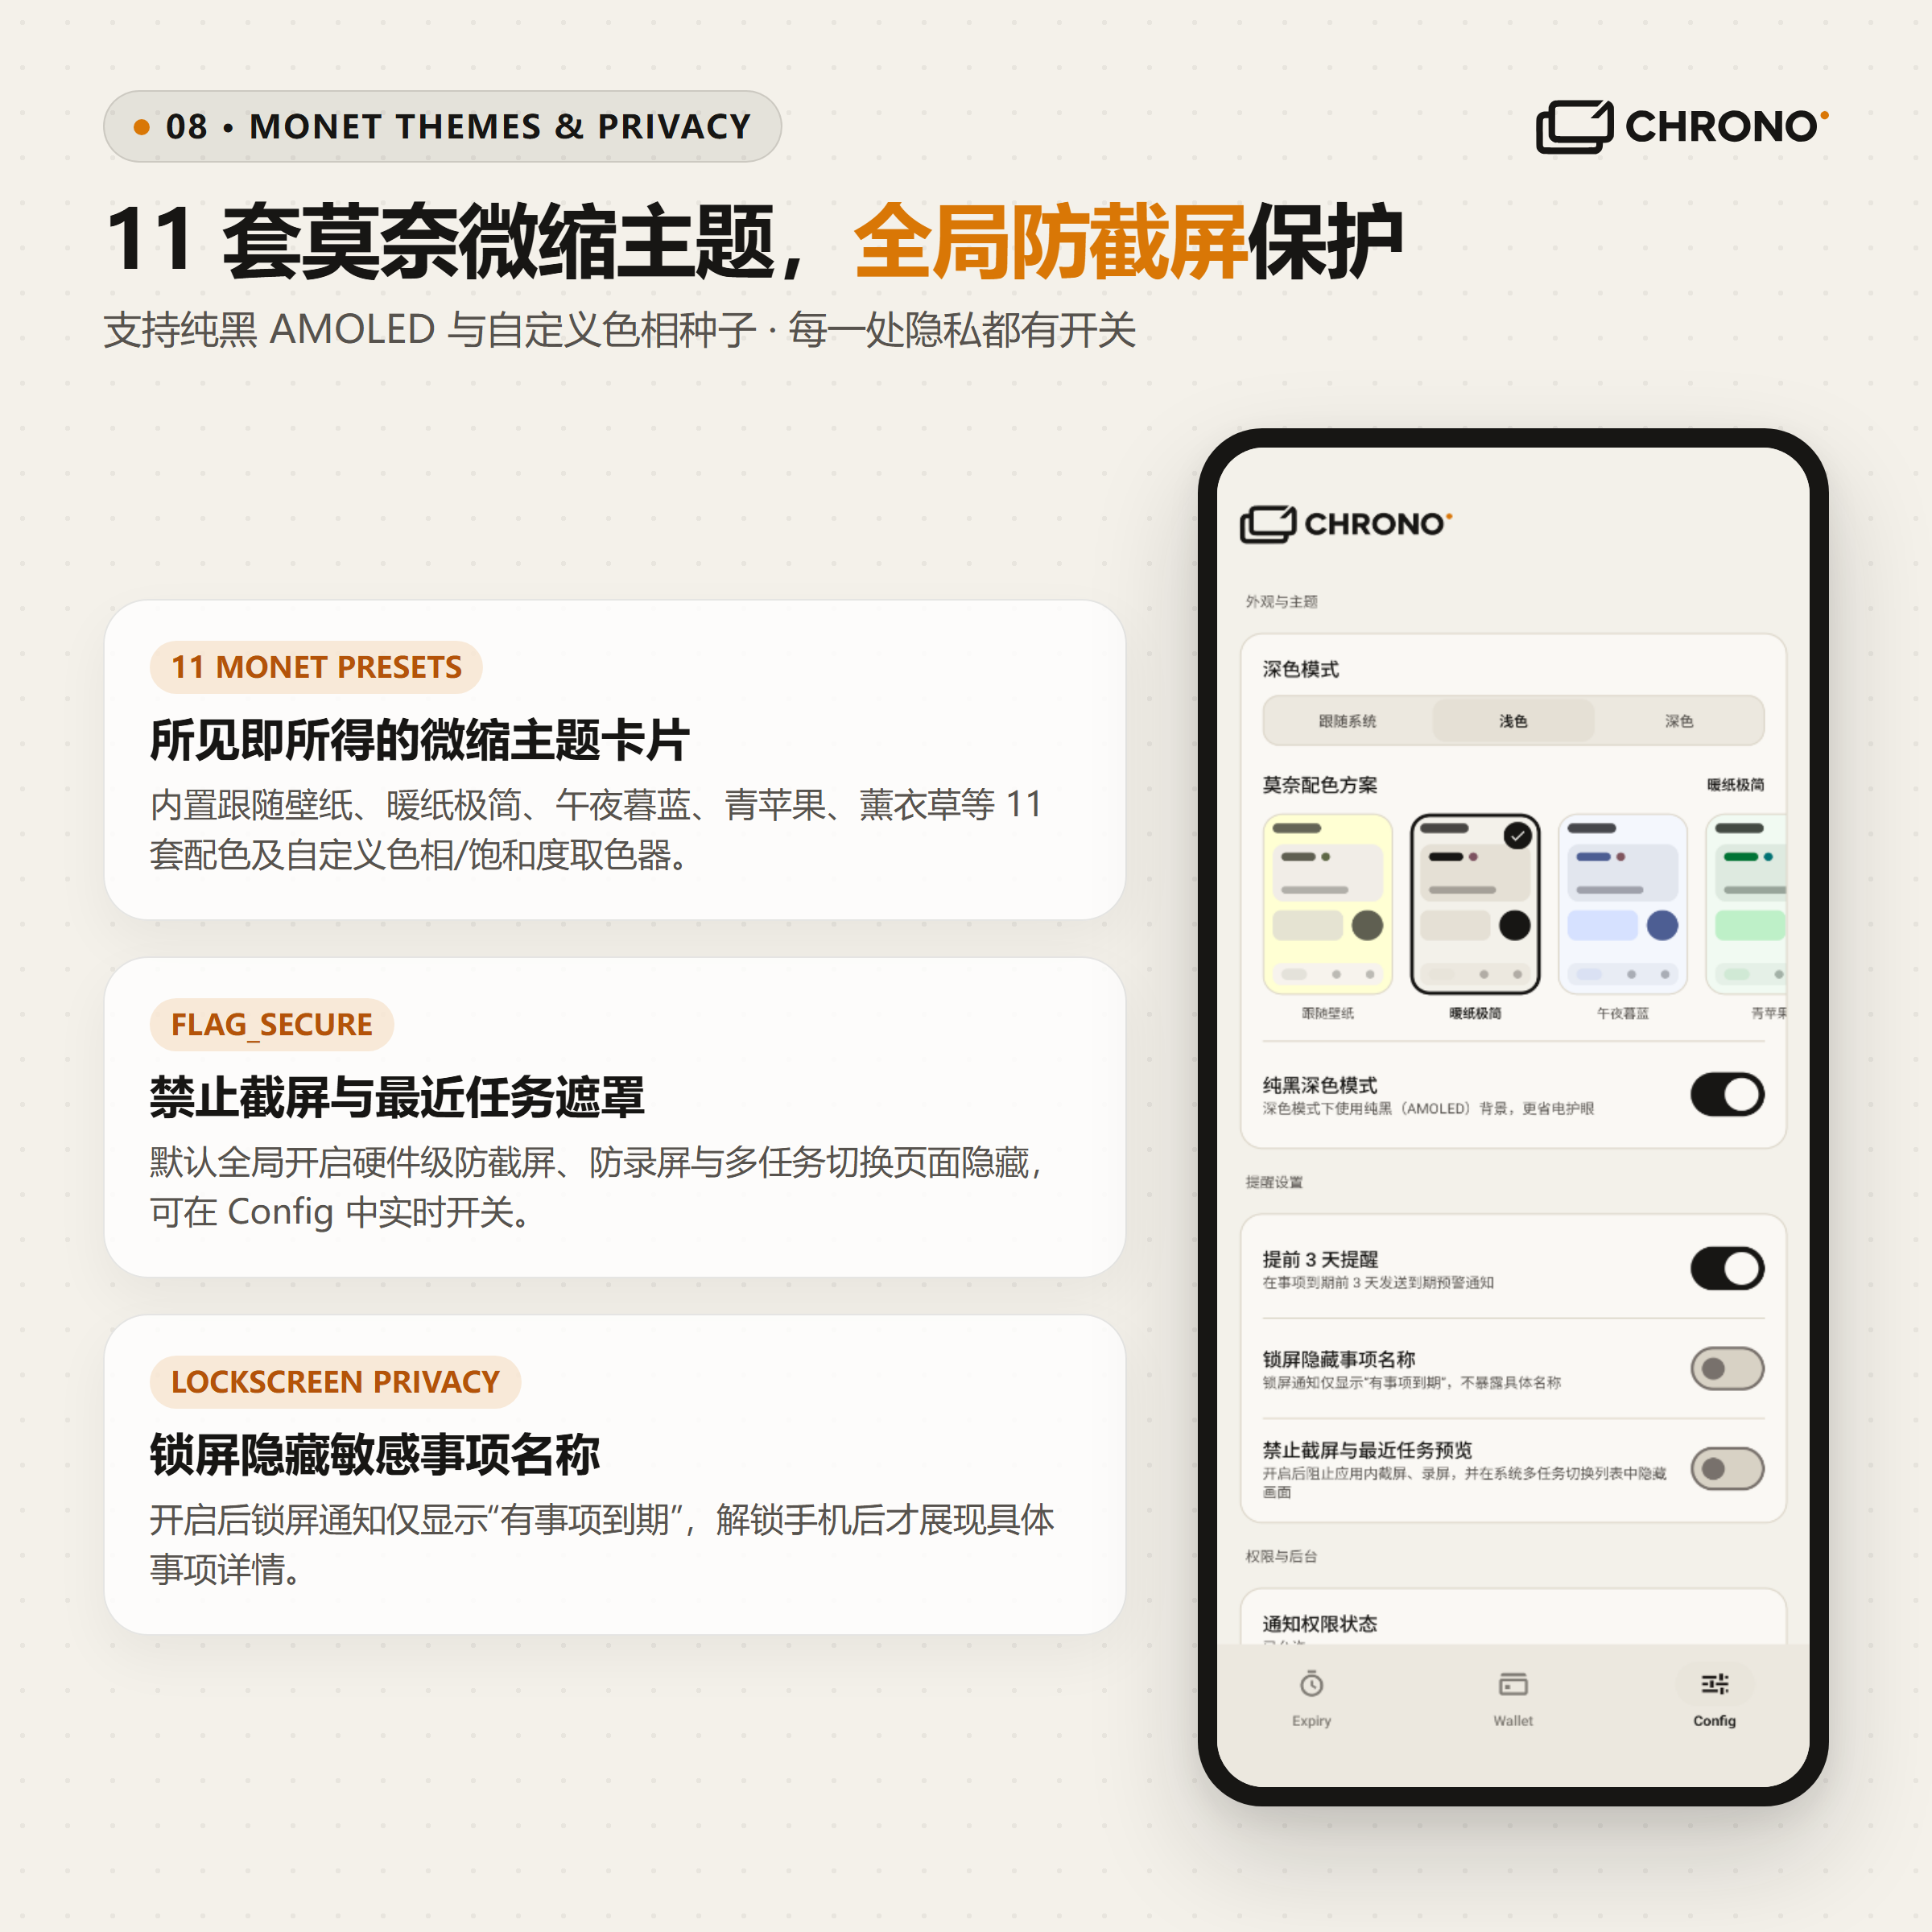 08 • MONET THEMES & PRIVACY
CHRONO
11 套莫奈微缩主题，全局防截屏保护
支持纯黑 AMOLED 与自定义色相种子 · 每一处隐私都有开关
11 MONET PRESETS
所见即所得的微缩主题卡片
内置跟随壁纸、暖纸极简、午夜暮蓝、青苹果、薰衣草等 11
套配色及自定义色相/饱和度取色器。
FLAG_SECURE
禁止截屏与最近任务遮罩
默认全局开启硬件级防截屏、防录屏与多任务切换页面隐藏，
可在 Config 中实时开关。
LOCKSCREEN PRIVACY
锁屏隐藏敏感事项名称
开启后锁屏通知仅显示“有事项到期”，解锁手机后才展现具体
事项详情。
CHRONO
外观与主题
深色模式
跟随系统 浅色 深色
莫奈配色方案 暖纸极简
跟随壁纸 暖纸极简 午夜暮蓝 青苹果
纯黑深色模式
深色模式下使用纯黑（AMOLED）背景，更省电护眼
提醒设置
提前 3 天提醒
在事项到期前 3 天发送到期预警通知
锁屏隐藏事项名称
锁屏通知仅显示“有事项到期”，不暴露具体名称
禁止截屏与最近任务预览
开启后阻止应用内截屏、录屏，并在系统多任务切换列表中隐藏
画面
权限与后台
通知权限状态
Expiry Wallet Config